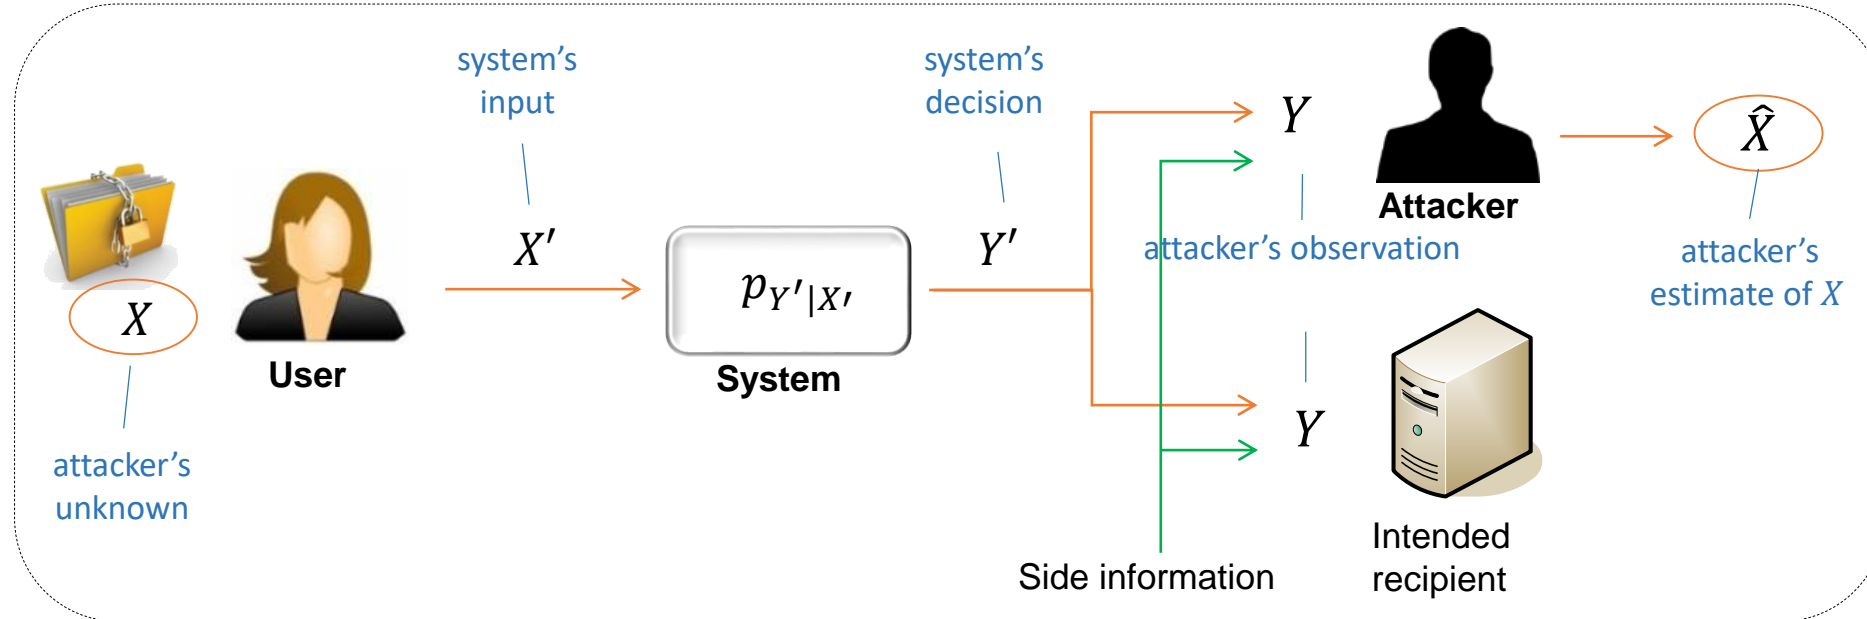 system's
input
system's
decision
Y
X̂
Attacker
X′
Y′
attacker's observation
attacker's
estimate of X
p_{Y′|X′}
X
User
System
Y
attacker's
unknown
Intended
recipient
Side information